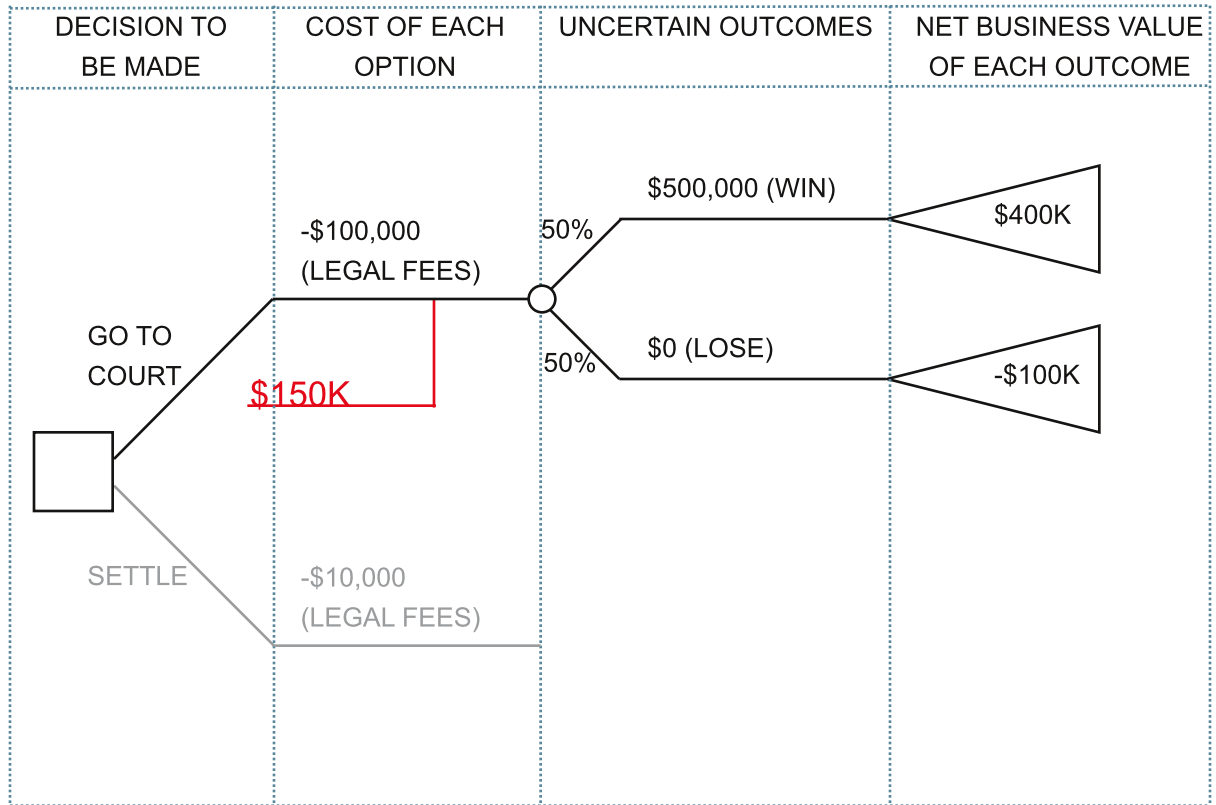 DECISION TO
BE MADE
COST OF EACH
OPTION
UNCERTAIN OUTCOMES
NET BUSINESS VALUE
OF EACH OUTCOME
GO TO
COURT
-$100,000
(LEGAL FEES)
$150K
50%
$500,000 (WIN)
$400K
50%
$0 (LOSE)
-$100K
SETTLE
-$10,000
(LEGAL FEES)